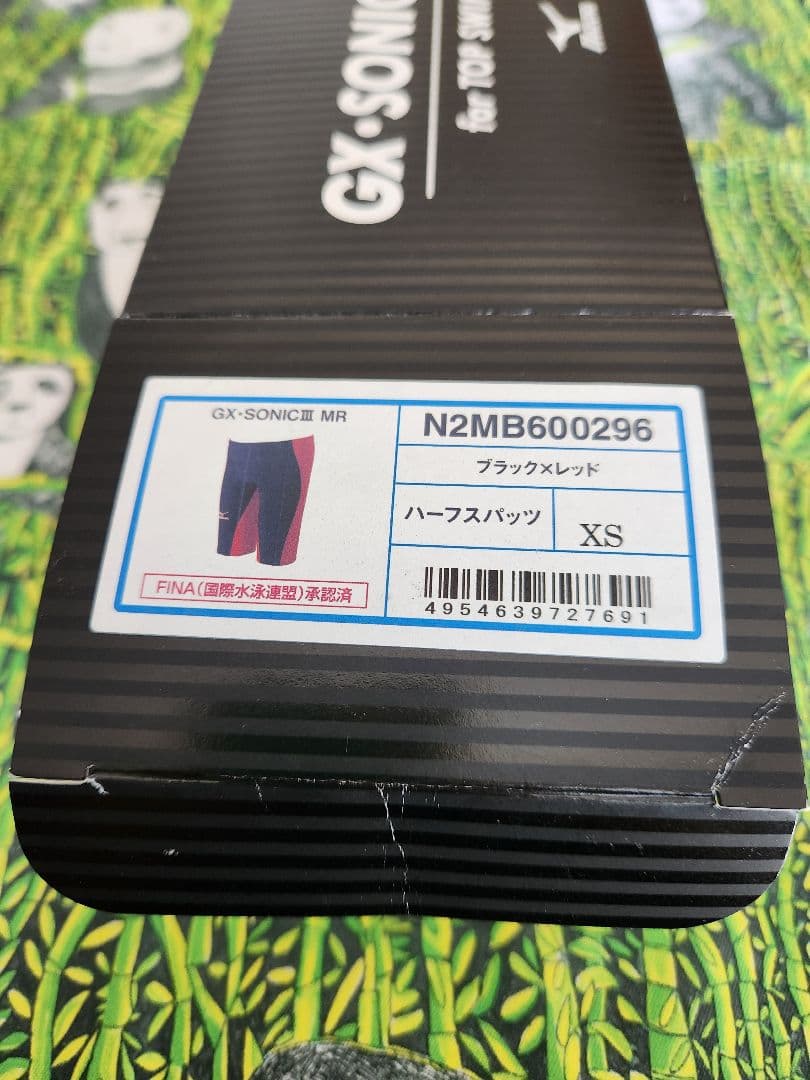 GX・SONIC
for TOP SWI
GX・SONICⅢ MR
N2MB600296
ブラック×レッド
ハーフスパッツ
XS
FINA(国際水泳連盟)承認済
4954639727691